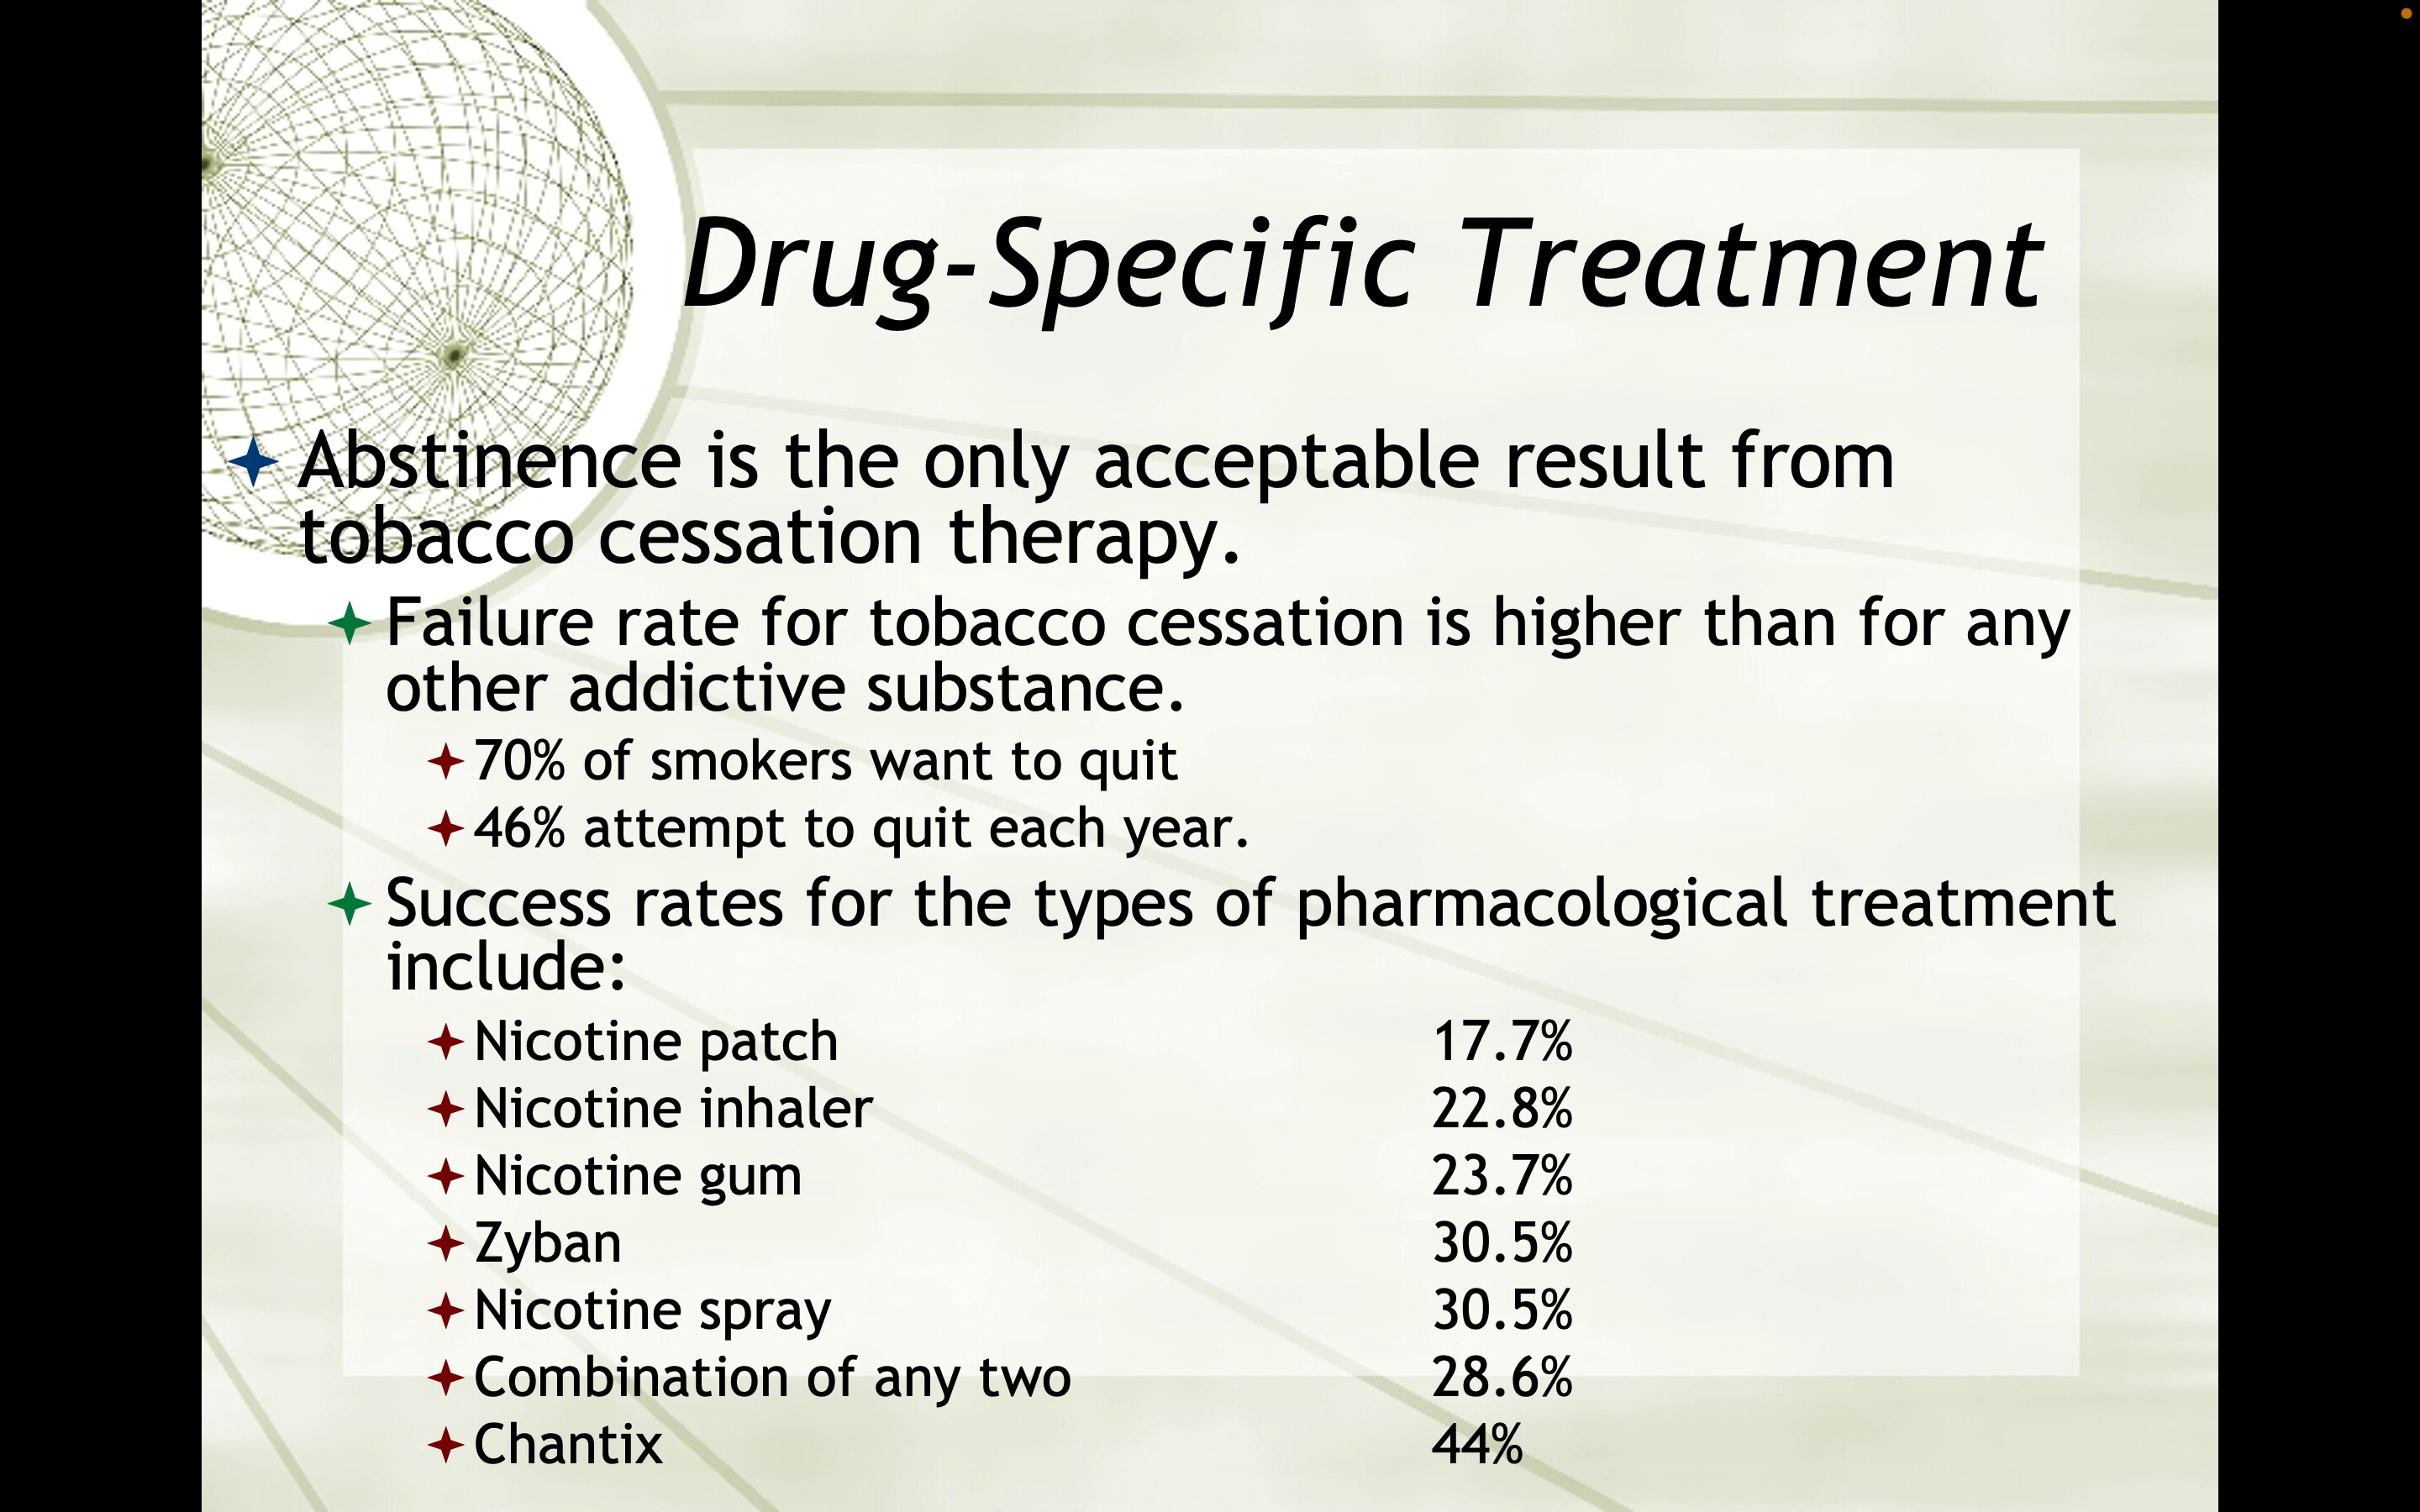 Drug-Specific Treatment
Abstinence is the only acceptable result from
tobacco cessation therapy.
Failure rate for tobacco cessation is higher than for any
other addictive substance.
70% of smokers want to quit
46% attempt to quit each year.
Success rates for the types of pharmacological treatment
include:
Nicotine patch 17.7%
Nicotine inhaler 22.8%
Nicotine gum 23.7%
Zyban 30.5%
Nicotine spray 30.5%
Combination of any two 28.6%
Chantix 44%